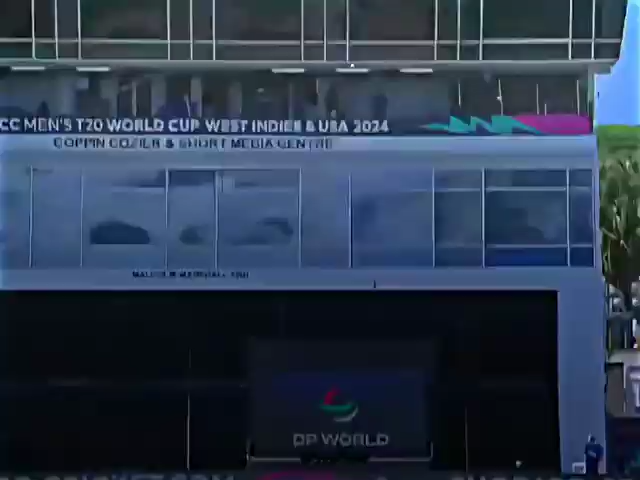 CC MEN'S T20 WORLD CUP WEST INDIES & USA 2024
COPPIN COZIER & SHORT MEDIA CENTRE
MALCOLM MARSHALL END
DP WORLD